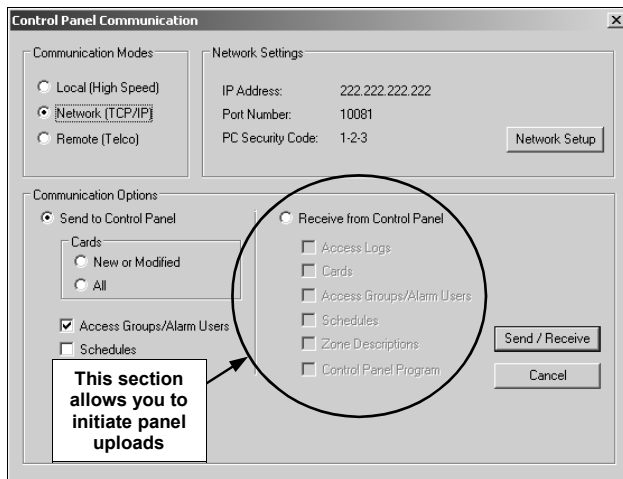 Control Panel Communication
Communication Modes
Local (High Speed)
Network (TCP/IP)
Remote (Telco)
Network Settings
IP Address: 222.222.222.222
Port Number: 10081
PC Security Code: 1-2-3
Network Setup
Communication Options
Send to Control Panel
Cards
New or Modified
All
Access Groups/Alarm Users
Schedules
This section
allows you to
initiate panel
uploads
Receive from Control Panel
Access Logs
Cards
Access Groups/Alarm Users
Schedules
Zone Descriptions
Control Panel Program
Send / Receive
Cancel